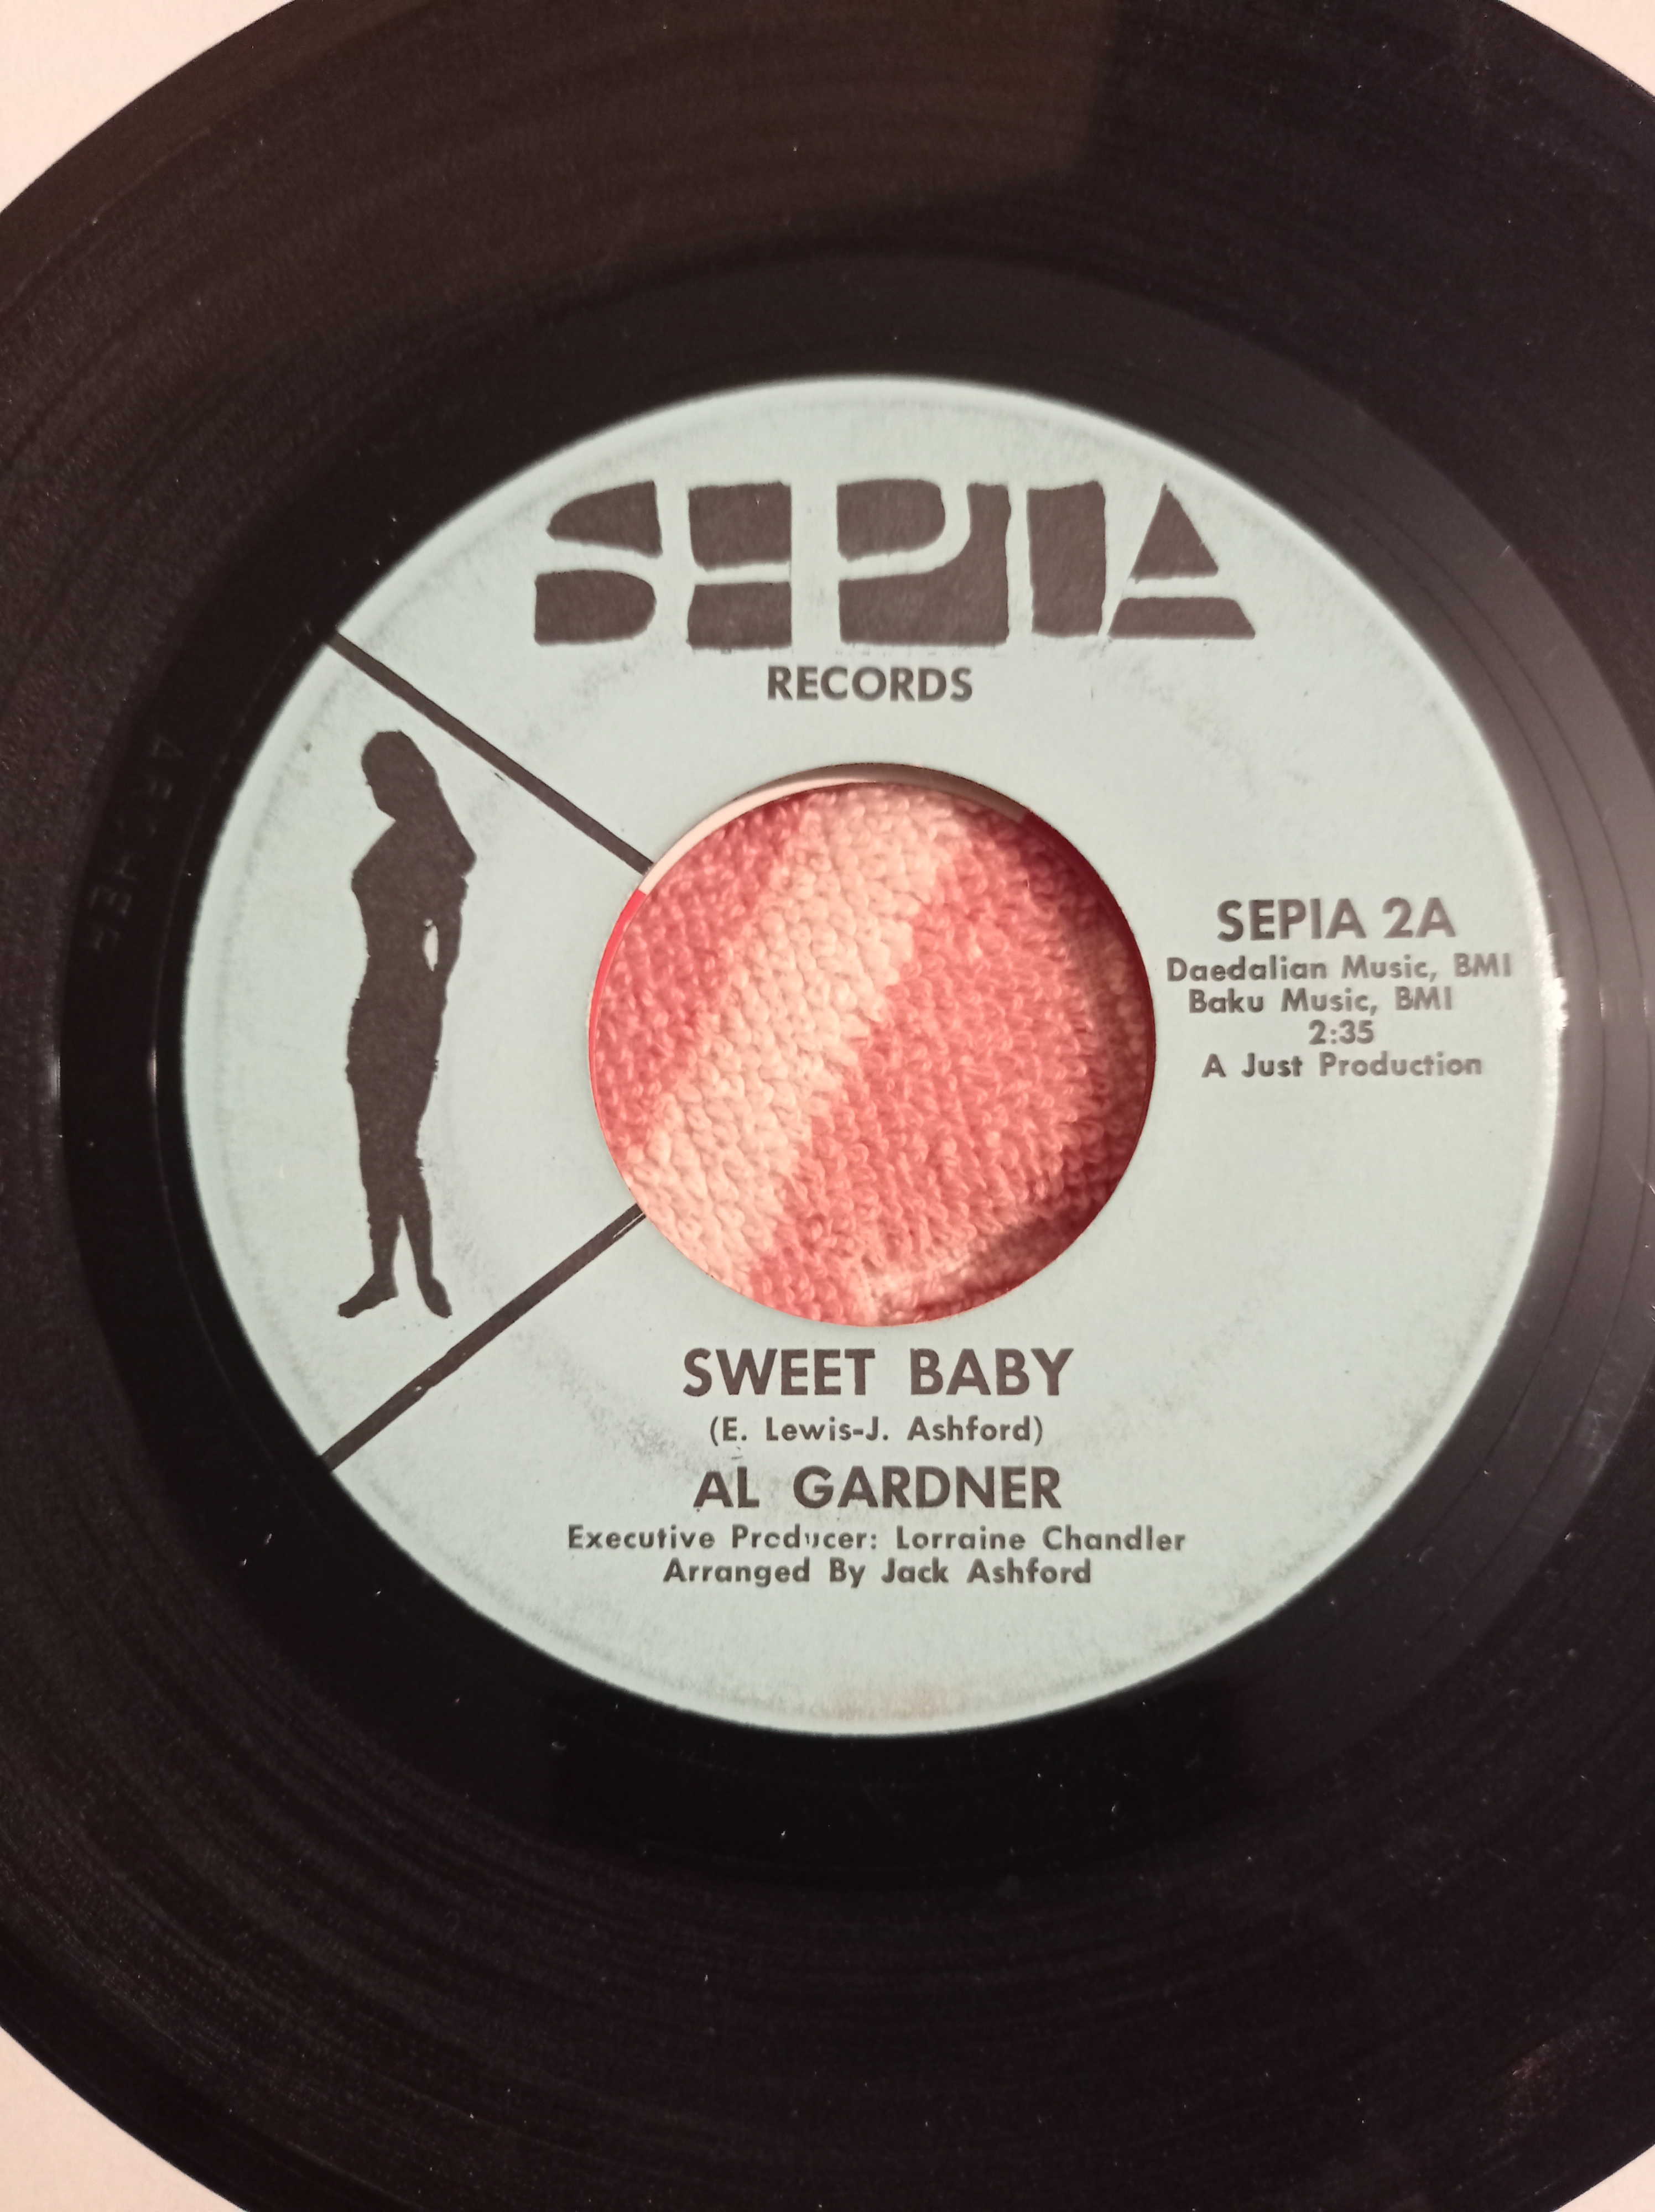 SEPIA
RECORDS
SEPIA 2A
Daedalian Music, BMI
Baku Music, BMI
2:35
A Just Production
SWEET BABY
(E. Lewis-J. Ashford)
AL GARDNER
Executive Producer: Lorraine Chandler
Arranged By Jack Ashford